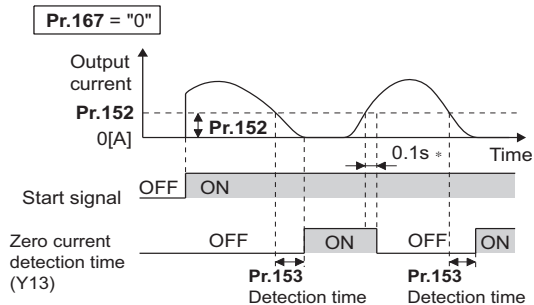 Pr.167 = "0"
Output
current
Pr.152
Pr.152
0[A]
Time
0.1s *
Start signal
OFF ON
Zero current
detection time
(Y13)
OFF ON OFF ON
Pr.153
Detection time
Pr.153
Detection time